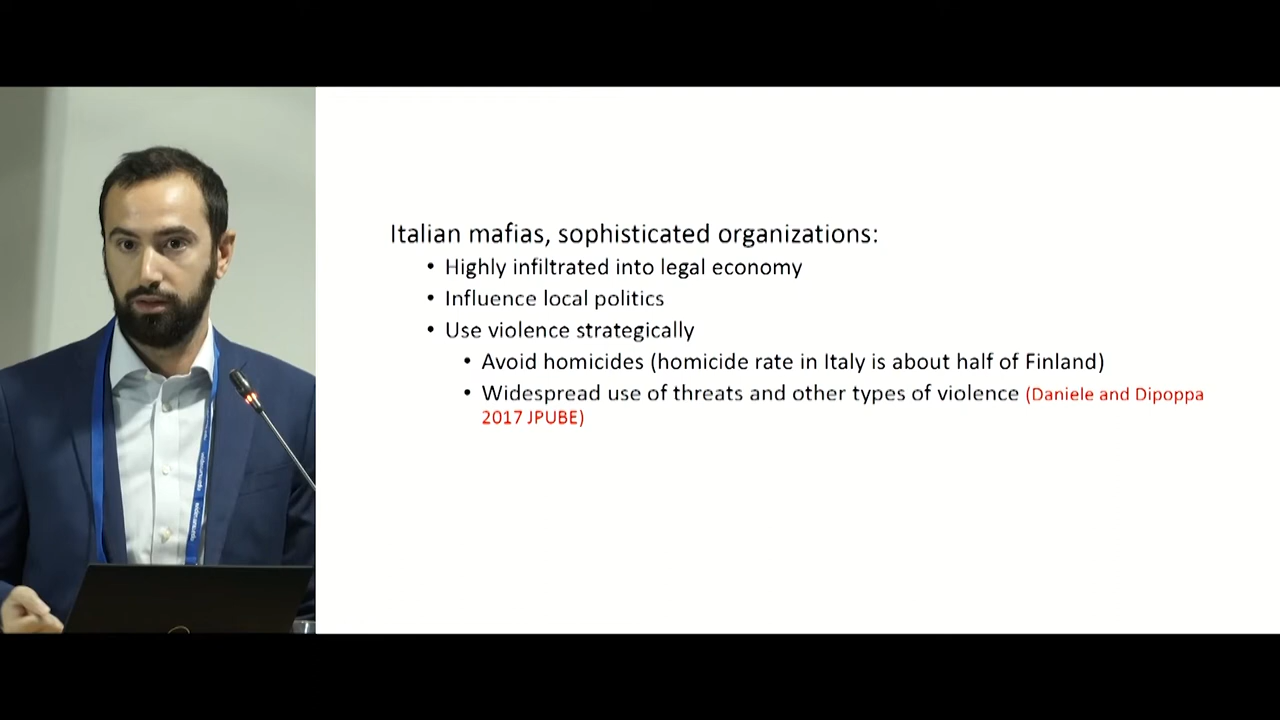 Italian mafias, sophisticated organizations:
• Highly infiltrated into legal economy
• Influence local politics
• Use violence strategically
• Avoid homicides (homicide rate in Italy is about half of Finland)
• Widespread use of threats and other types of violence (Daniele and Dipoppa
2017 JPUBE)